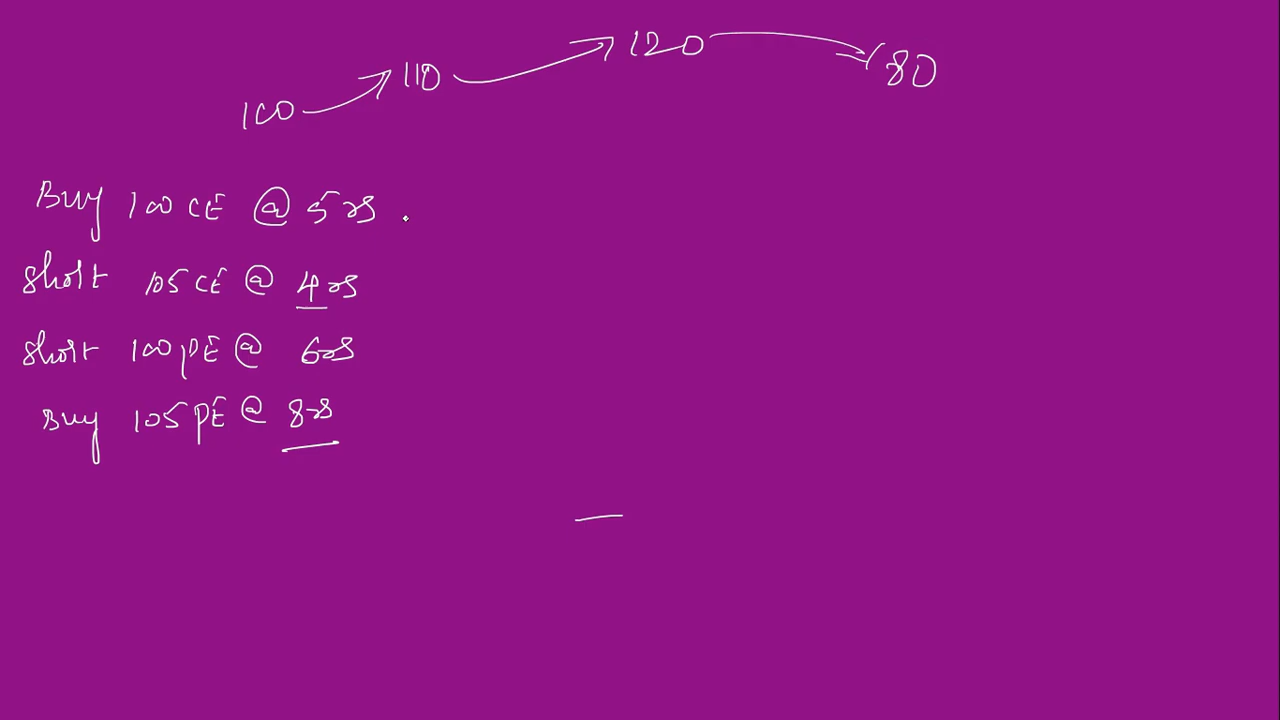 100 → 110 → 120 → 80
Buy 100 CE @ 5 rs .
short 105 CE @ 4 rs
short 100 PE @ 6 rs
Buy 105 PE @ 8 rs